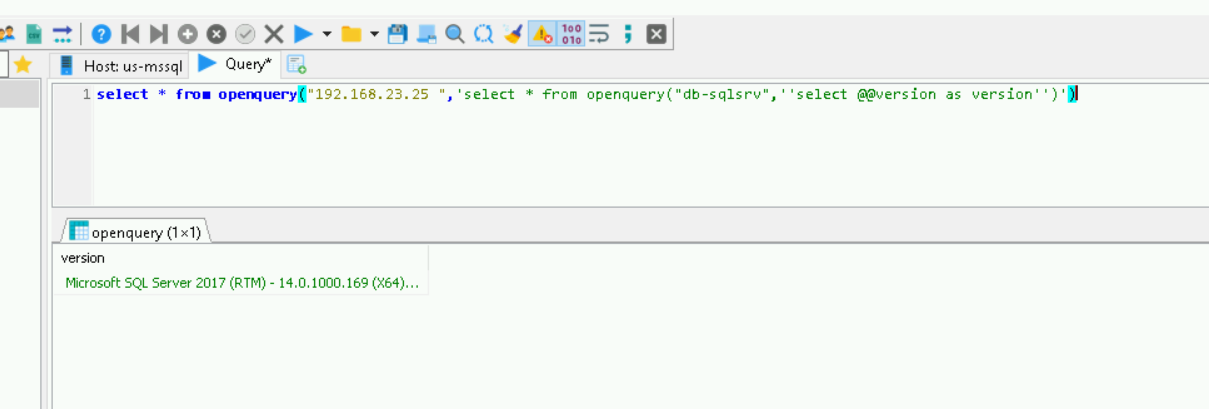 Host: us-mssql
Query*
1 select * from openquery("192.168.23.25 ",'select * from openquery("db-sqlsrv",''select @@version as version'')')
openquery (1×1)
version
Microsoft SQL Server 2017 (RTM) - 14.0.1000.169 (X64)...